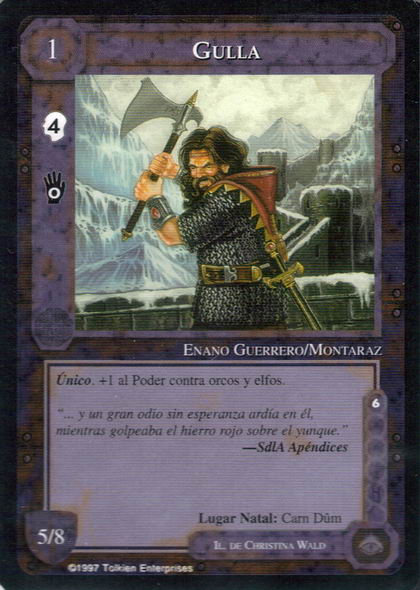 1
GULLA
4
0
ENANO GUERRERO/MONTARAZ
Único. +1 al Poder contra orcos y elfos.
6
“... y un gran odio sin esperanza ardía en él,
mientras golpeaba el hierro rojo sobre el yunque.”
—SdlA Apéndices
Lugar Natal: Carn Dûm
5/8
IL. DE CHRISTINA WALD
©1997 Tolkien Enterprises